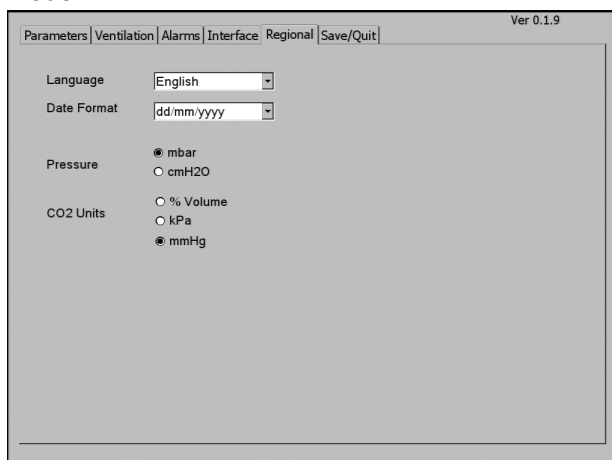 Ver 0.1.9
Parameters Ventilation Alarms Interface Regional Save/Quit
Language English
Date Format dd/mm/yyyy
Pressure
mbar
cmH2O
CO2 Units
% Volume
kPa
mmHg